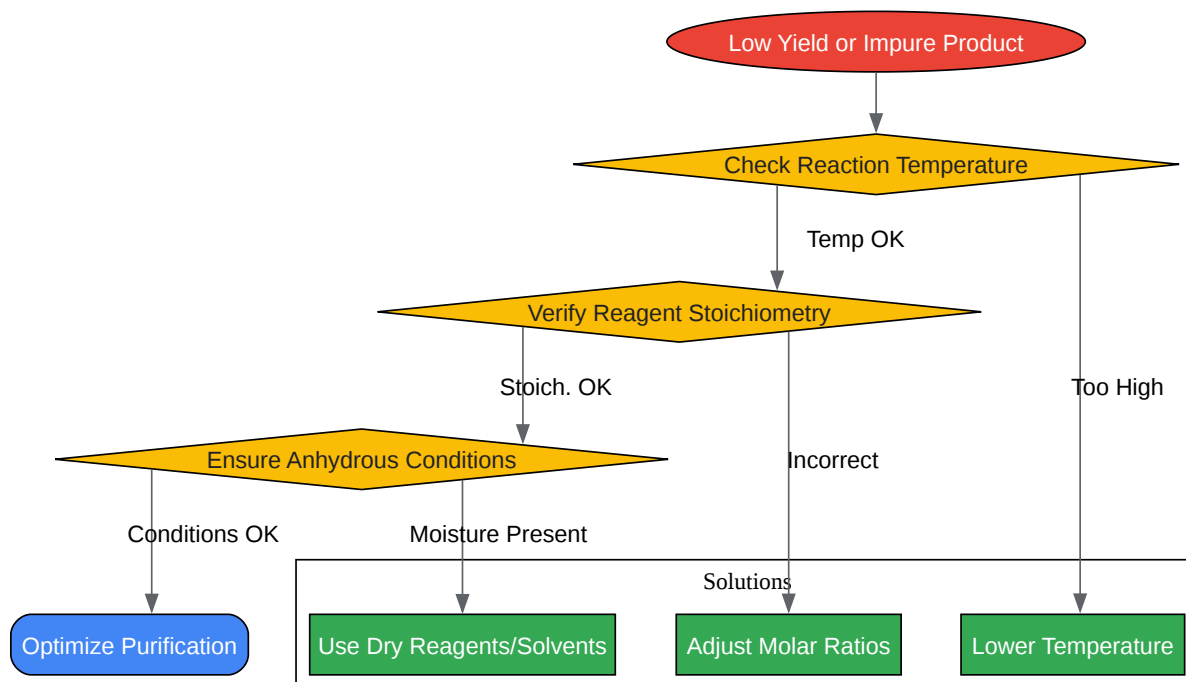 Low Yield or Impure Product
Check Reaction Temperature
Temp OK
Verify Reagent Stoichiometry
Stoich. OK
Too High
Ensure Anhydrous Conditions
Incorrect
Conditions OK
Moisture Present
Solutions
Optimize Purification
Use Dry Reagents/Solvents
Adjust Molar Ratios
Lower Temperature